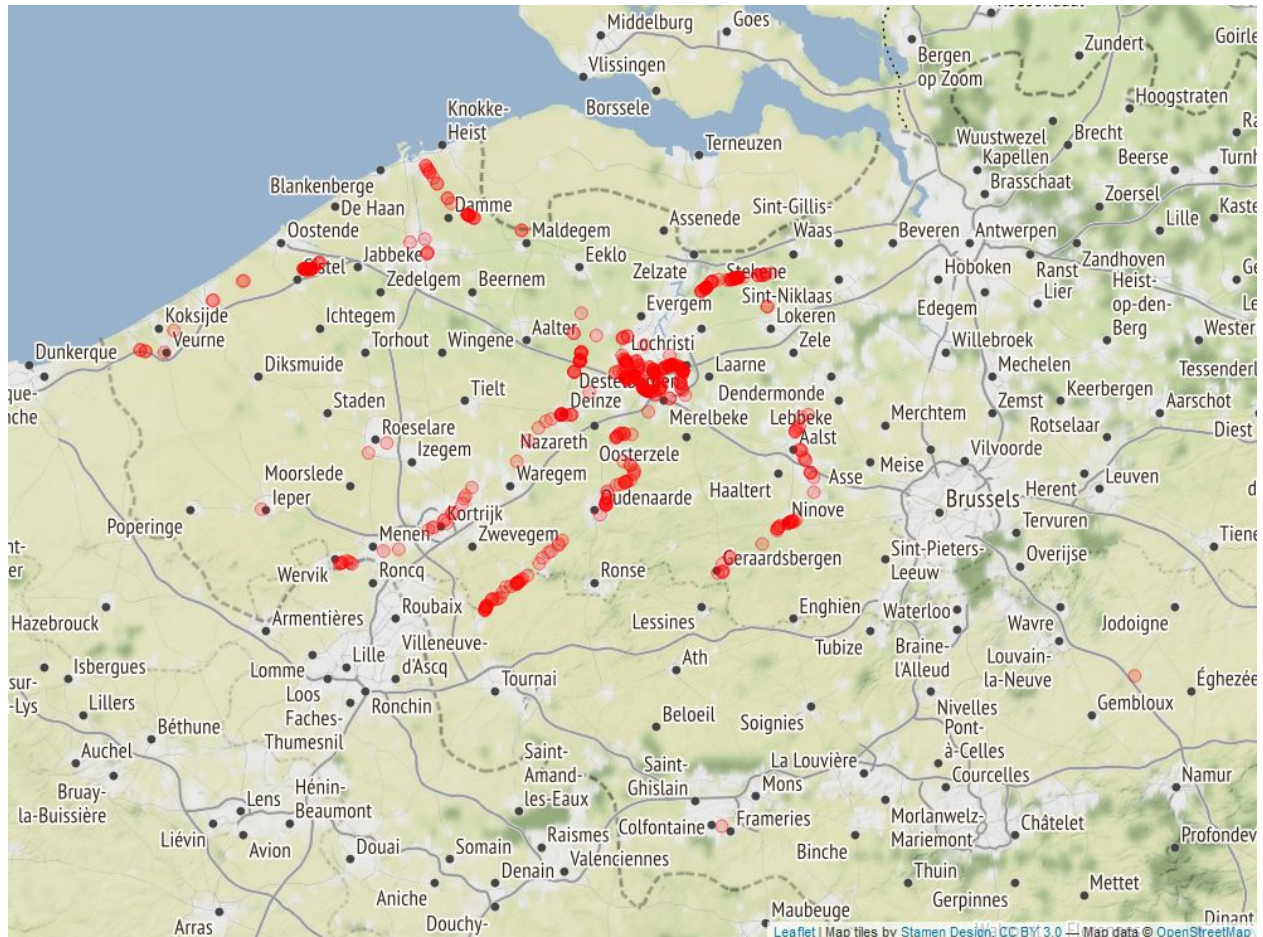 Middelburg
Goes
Zundert
Goirle
Bergen
op Zoom
Vlissingen
Hoogstraten
Borssele
Knokke-
Heist
Wuustwezel
Brecht
Terneuzen
Kapellen
Beerse
Turnh
Brasschaat
Blankenberge
Zoersel
De Haan
Damme
Assenede
Sint-Gillis-
Waas
Lille
Kaste
Oostende
Maldegem
Beveren
Antwerpen
Jabbeke
Eeklo
Zelzate
Stekene
Zandhoven
Zedelgem
Beernem
Hoboken
Ranst
Lier
Heist-
op-den-
Berg
Evergem
Sint-Niklaas
Edegem
Koksijde
Ichtegem
Aalter
Lokeren
Wester
Veurne
Torhout
Wingene
Lochristi
Zele
Willebroek
Dunkerque
Diksmuide
Laarne
Mechelen
Tessenderl
que-
nche
Tielt
Deinze
Dendermonde
Keerbergen
Staden
Merelbeke
Merchtem
Zemst
Aarschot
Roeselare
Lebbeke
Rotselaar
Diest
Izegem
Nazareth
Aalst
Vilvoorde
Oosterzele
Meise
Moorslede
Waregem
Asse
Leuven
Ieper
Haaltert
Herent
Oudenaarde
Brussels
Poperinge
Kortrijk
Ninove
Tervuren
Menen
Zwevegem
Tiene
Overijse
Geraardsbergen
Sint-Pieters-
Leeuw
Wervik
Roncq
Ronse
Roubaix
Enghien
Waterloo
Hazebrouck
Armentières
Lessines
Wavre
Jodoigne
Villeneuve-
d'Ascq
Tubize
Braine-
l'Alleud
Isbergues
Lomme
Lille
Ath
Louvain-
la-Neuve
sur-
-Lys
Lillers
Loos
Tournai
Éghezée
Ronchin
Gembloux
Faches-
Thumesnil
Beloeil
Soignies
Nivelles
Béthune
Pont-
à-Celles
Auchel
Saint-
Amand-
les-Eaux
Saint-
Ghislain
La Louvière
Courcelles
Mons
Namur
Bruay-
la-Buissière
Lens
Hénin-
Beaumont
Colfontaine
Frameries
Morlanwelz-
Mariemont
Châtelet
Liévin
Raismes
Profondev
Avion
Douai
Somain
Valenciennes
Binche
Denain
Thuin
Mettet
Aniche
Gerpinnes
Douchy-
Arras
Maubeuge
Dinant
Leaflet | Map tiles by Stamen Design, CC BY 3.0 — Map data © OpenStreetMap